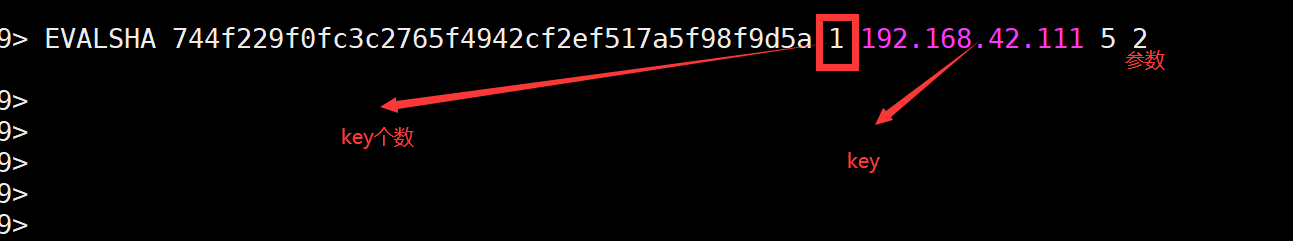 9> EVALSHA 744f229f0fc3c2765f4942cf2ef517a5f98f9d5a 1 192.168.42.111 5 2
参数
9>
key个数
9>
key
9>
9>
9>